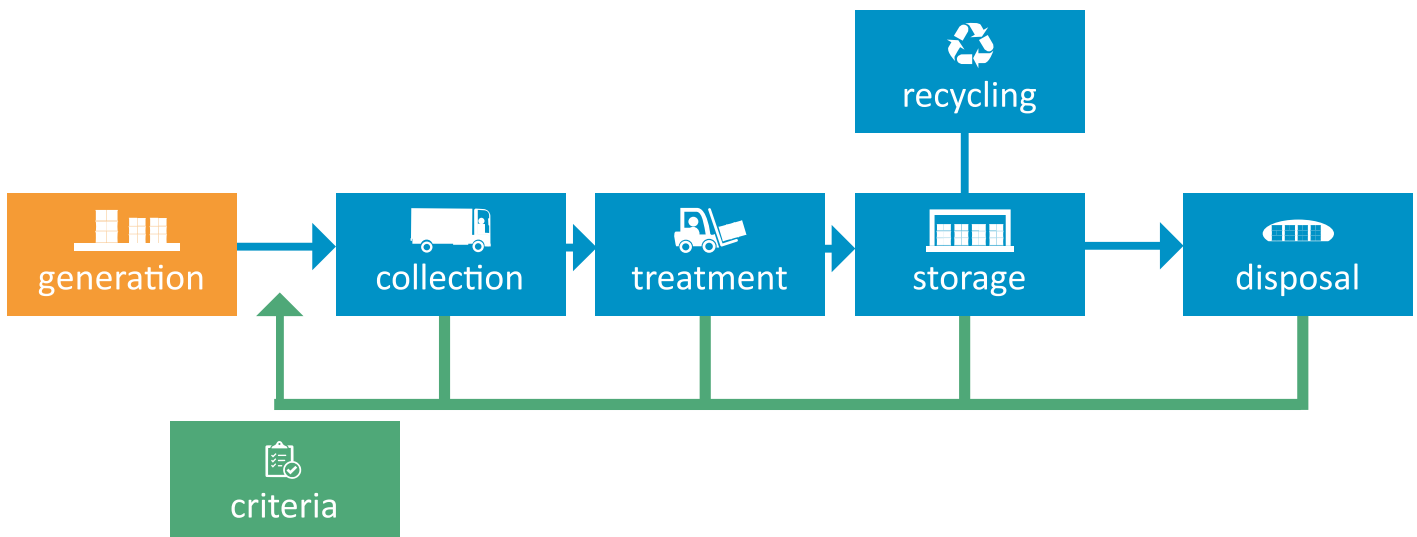 recycling
generation
collection
treatment
storage
disposal
criteria